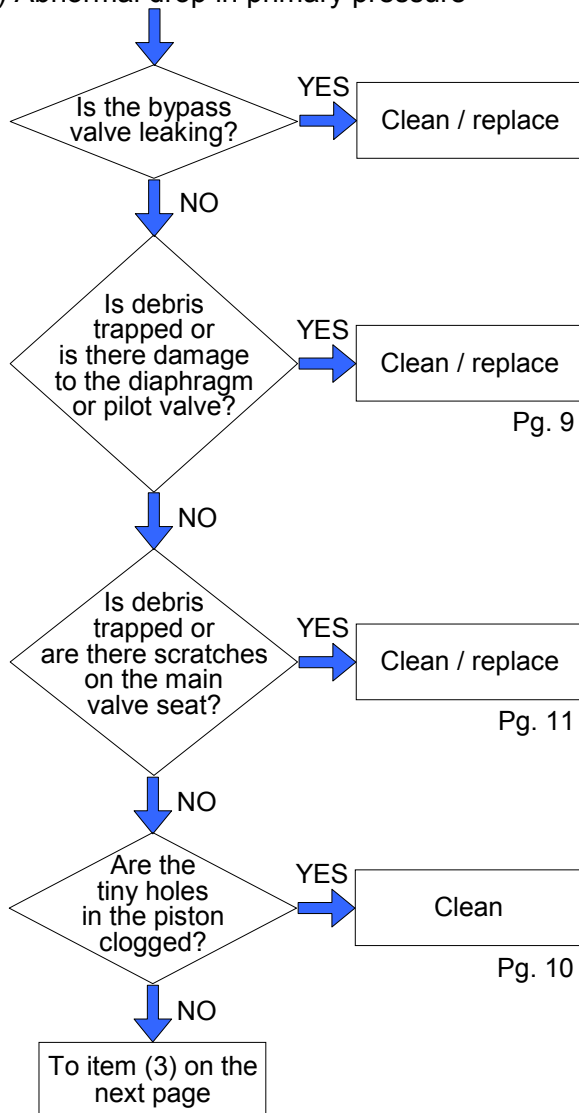 ) Abnormal drop in primary pressure
Is the bypass
valve leaking?
YES
Clean / replace
NO
Is debris
trapped or
is there damage
to the diaphragm
or pilot valve?
YES
Clean / replace
Pg. 9
NO
Is debris
trapped or
are there scratches
on the main
valve seat?
YES
Clean / replace
Pg. 11
NO
Are the
tiny holes
in the piston
clogged?
YES
Clean
Pg. 10
NO
To item (3) on the
next page